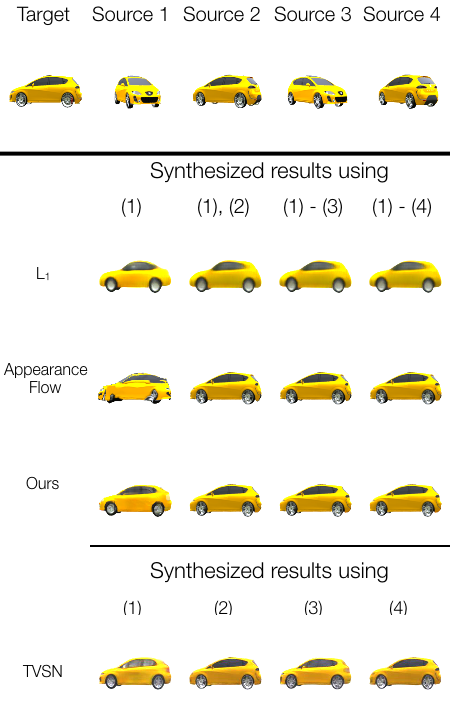 Target Source 1 Source 2 Source 3 Source 4
Synthesized results using
(1) (1), (2) (1) - (3) (1) - (4)
L₁
Appearance
Flow
Ours
Synthesized results using
(1) (2) (3) (4)
TVSN